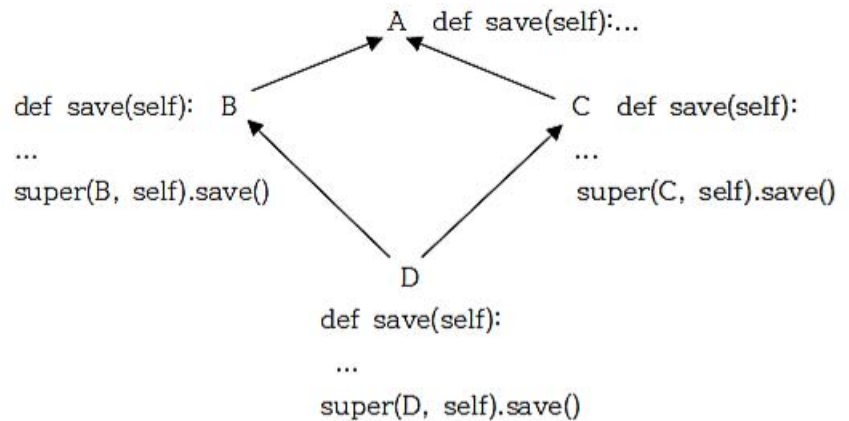 A def save(self):...
def save(self): B
...
super(B, self).save()
C def save(self):
...
super(C, self).save()
D
def save(self):
...
super(D, self).save()